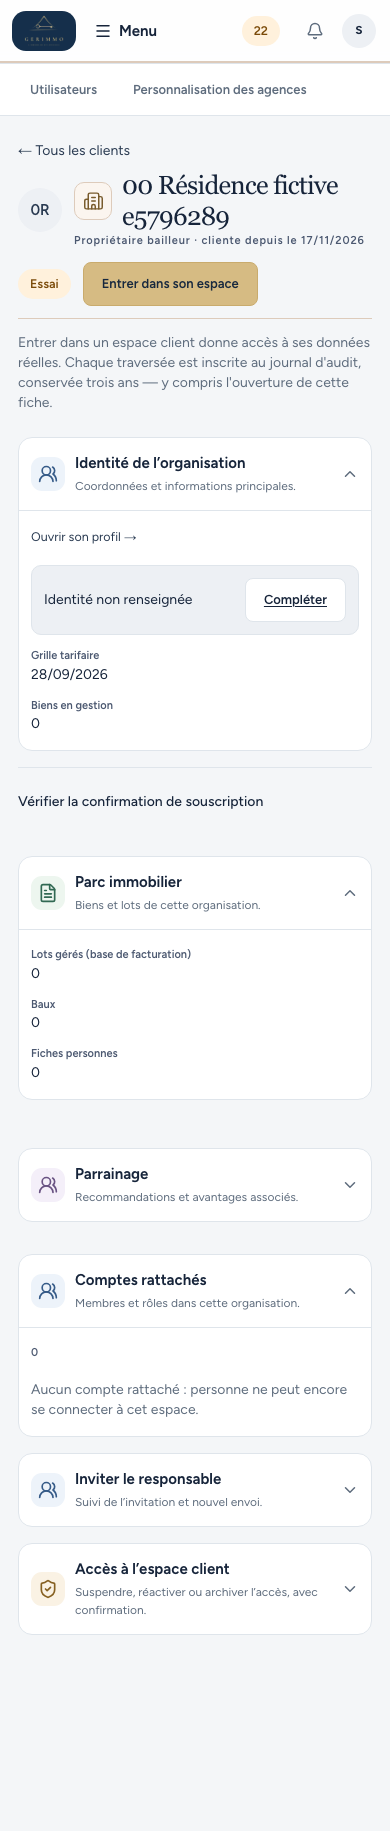 GERIMMO
Menu
22
S
Utilisateurs
Personnalisation des agences
← Tous les clients
0R
00 Résidence fictive
e5796289
Propriétaire bailleur · cliente depuis le 17/11/2026
Essai
Entrer dans son espace
Entrer dans un espace client donne accès à ses données
réelles. Chaque traversée est inscrite au journal d'audit,
conservée trois ans — y compris l'ouverture de cette
fiche.
Identité de l’organisation
Coordonnées et informations principales.
Ouvrir son profil →
Identité non renseignée
Compléter
Grille tarifaire
28/09/2026
Biens en gestion
0
Vérifier la confirmation de souscription
Parc immobilier
Biens et lots de cette organisation.
Lots gérés (base de facturation)
0
Baux
0
Fiches personnes
0
Parrainage
Recommandations et avantages associés.
Comptes rattachés
Membres et rôles dans cette organisation.
0
Aucun compte rattaché : personne ne peut encore
se connecter à cet espace.
Inviter le responsable
Suivi de l’invitation et nouvel envoi.
Accès à l’espace client
Suspendre, réactiver ou archiver l’accès, avec
confirmation.